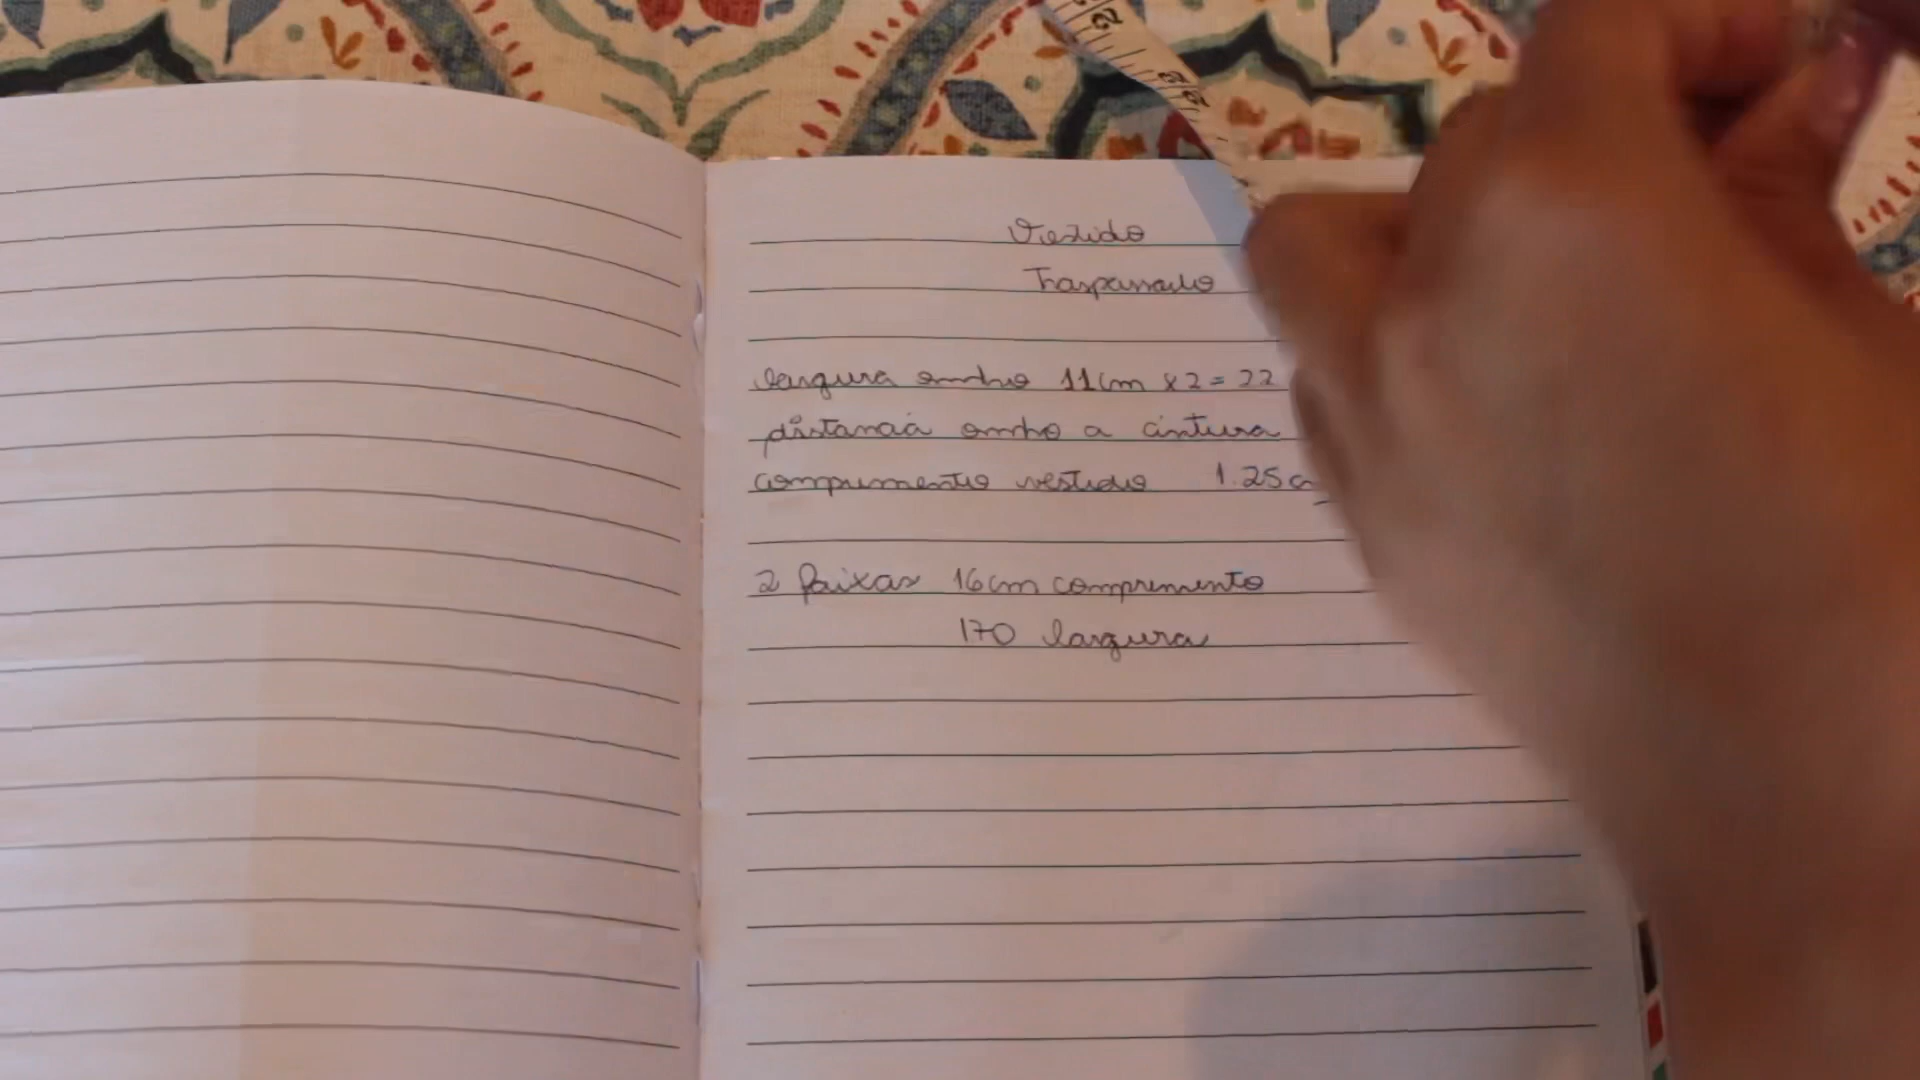 Vestido
Traspassado
largura ombro 11cm x 2 = 22
distancia ombro a cintura
comprimento vestido 1.25
2 faixas 16cm compremento
170 largura